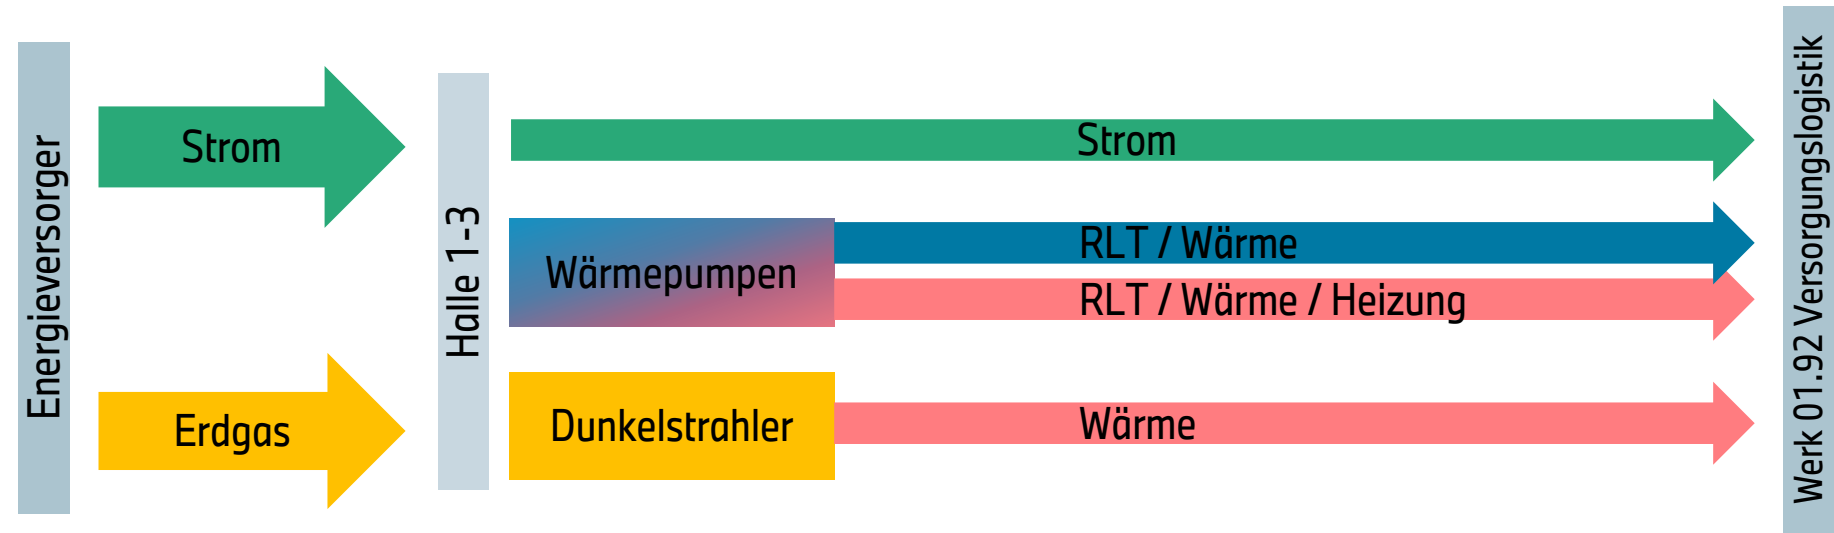 Energieversorger
Strom
Erdgas
Halle 1-3
Strom
Wärmepumpen
RLT / Wärme
RLT / Wärme / Heizung
Dunkelstrahler
Wärme
Werk 01.92 Versorgungslogistik